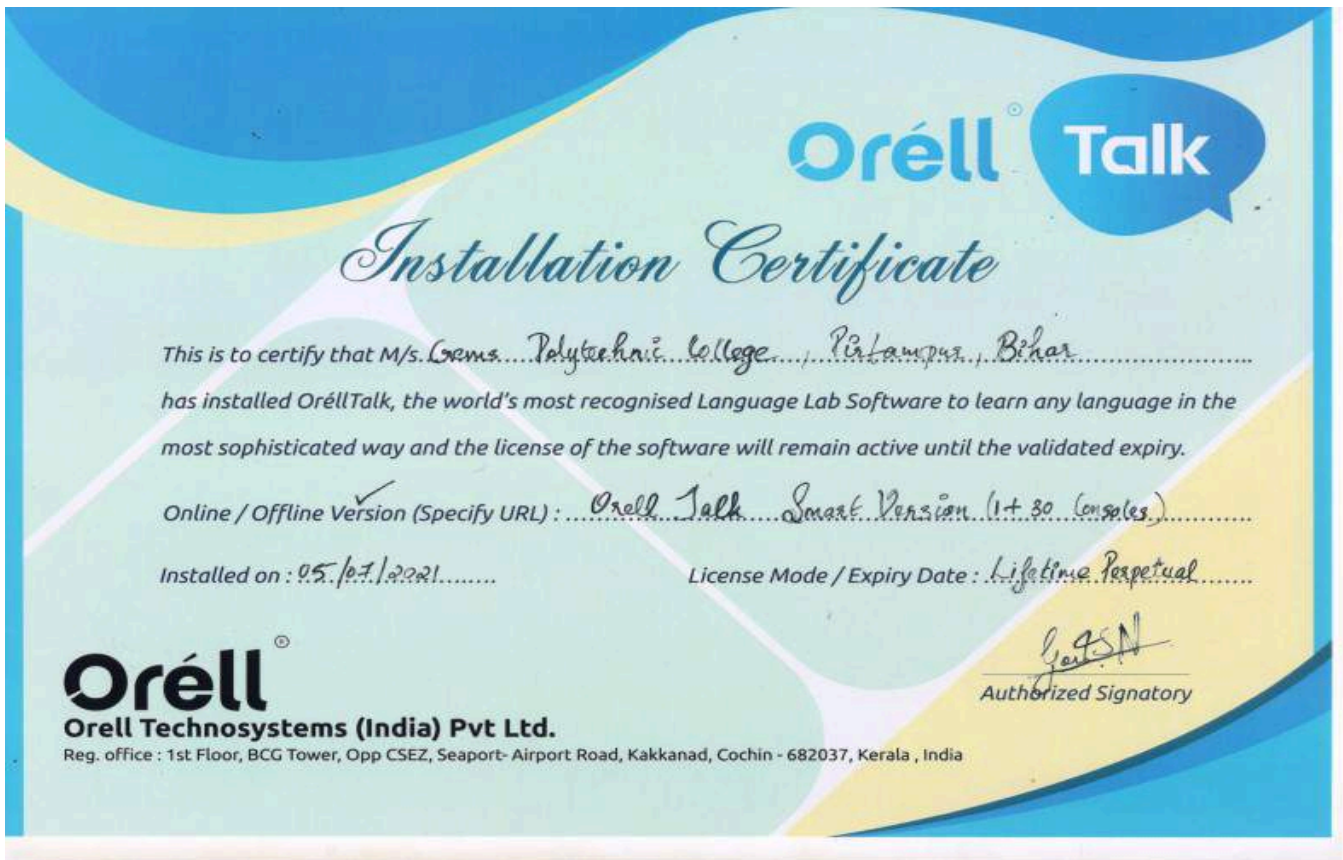 Oréll Talk
Installation Certificate
This is to certify that M/s. Gems Polytechnic College, Pirtampur, Bihar
has installed OréllTalk, the world's most recognised Language Lab Software to learn any language in the
most sophisticated way and the license of the software will remain active until the validated expiry.
Online / Offline Version (Specify URL) : Orell Talk Smart Version (1+30 Consoles)
Installed on : 05/07/2021
License Mode / Expiry Date : Lifetime Perpetual
Authorized Signatory
Oréll
Orell Technosystems (India) Pvt Ltd.
Reg. office : 1st Floor, BCG Tower, Opp CSEZ, Seaport- Airport Road, Kakkanad, Cochin - 682037, Kerala , India